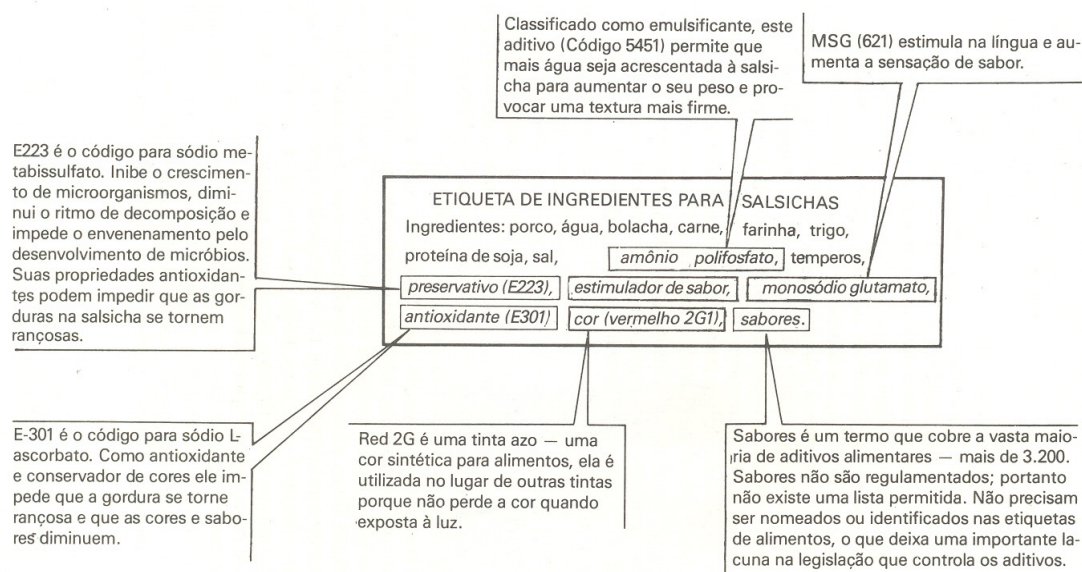 Classificado como emulsificante, este
aditivo (Código 5451) permite que
mais água seja acrescentada à salsi-
cha para aumentar o seu peso e pro-
vocar uma textura mais firme.
MSG (621) estimula na língua e au-
menta a sensação de sabor.
E223 é o código para sódio me-
tabissulfato. Inibe o crescimen-
to de microorganismos, dimi-
nui o ritmo de decomposição e
impede o envenenamento pelo
desenvolvimento de micróbios.
Suas propriedades antioxidan-
tes podem impedir que as gor-
duras na salsicha se tornem
rançosas.
ETIQUETA DE INGREDIENTES PARA SALSICHAS
Ingredientes: porco, água, bolacha, carne, farinha, trigo,
proteína de soja, sal, amônio polifosfato, temperos,
preservativo (E223), estimulador de sabor, monosódio glutamato,
antioxidante (E301) cor (vermelho 2G1), sabores.
E-301 é o código para sódio L-
ascorbato. Como antioxidante
e conservador de cores ele im-
pede que a gordura se torne
rançosa e que as cores e sabo-
res diminuem.
Red 2G é uma tinta azo — uma
cor sintética para alimentos, ela é
utilizada no lugar de outras tintas
porque não perde a cor quando
exposta à luz.
Sabores é um termo que cobre a vasta maio-
ria de aditivos alimentares — mais de 3.200.
Sabores não são regulamentados; portanto
não existe uma lista permitida. Não precisam
ser nomeados ou identificados nas etiquetas
de alimentos, o que deixa uma importante la-
cuna na legislação que controla os aditivos.